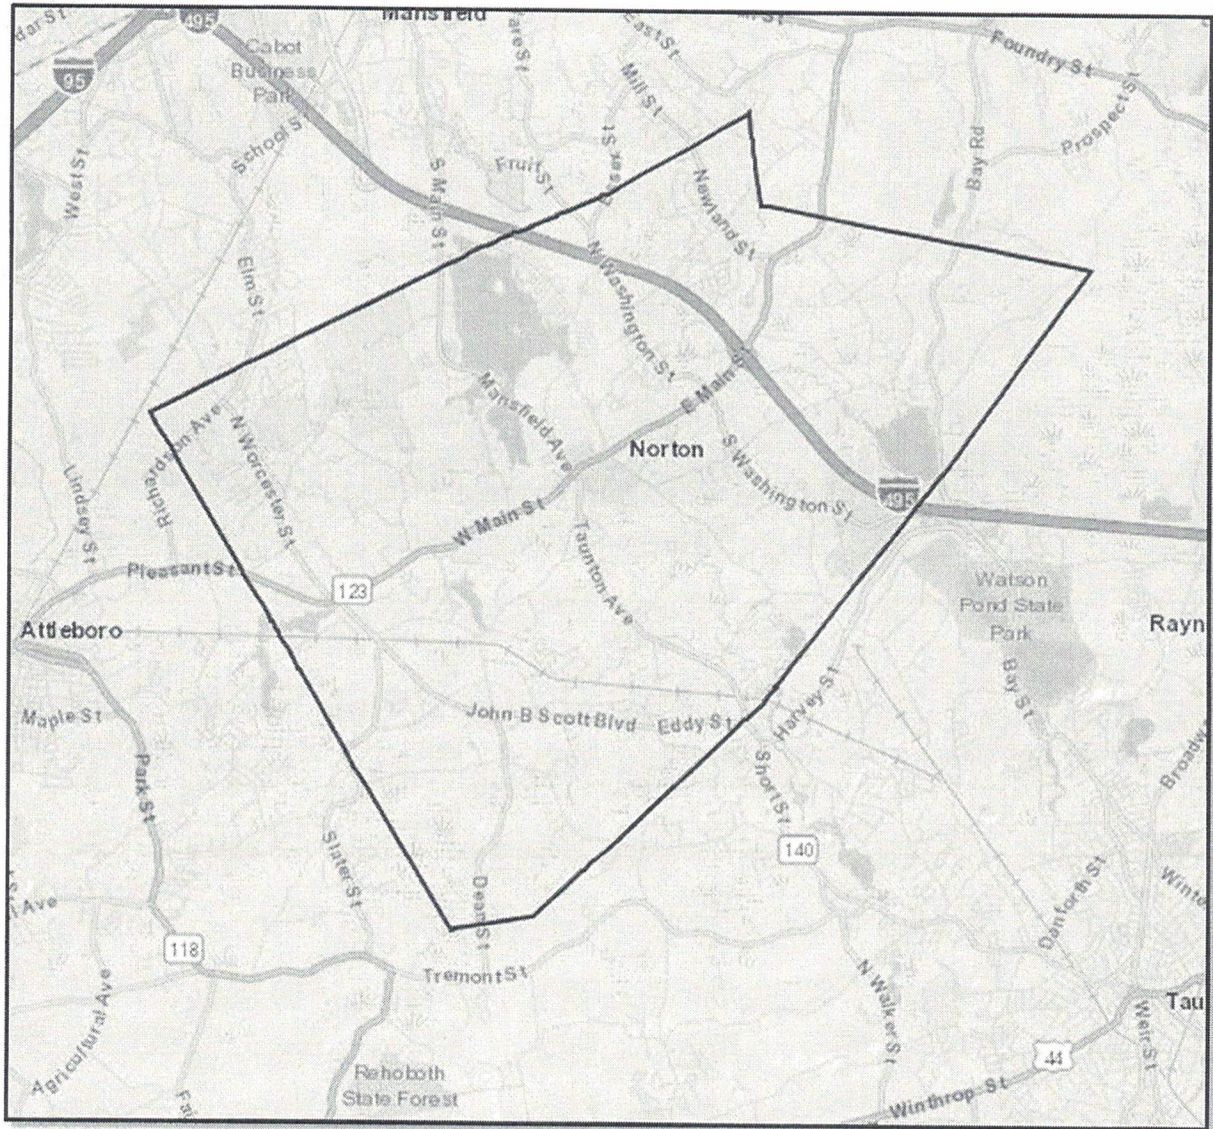 dar St
495
Mansfield
East St
Foundry St
Cabot
Business
Park
95
Mill St
Prospect St
School S
West St
S Main St
Fruit St
Bay Rd
Newland St
Elm St
N Washington St
E Main St
Mansfield Ave
Norton
Richardson Ave
N Worcester St
S Washington St
495
Lindsey St
W Main St
Taunton Ave
Pleasant St
123
Watson
Pond State
Park
Attleboro
Rayn
Bay St
Maple St
John B Scott Blvd
Eddy St
Harvey St
Park St
Short St
Broadw
140
Slater St
Dean St
Danforth St
Winte
Ave
118
Tremont St
N Walker St
Agricultural Ave
Tau
Weir St
44
Rehoboth
State Forest
Winthrop St